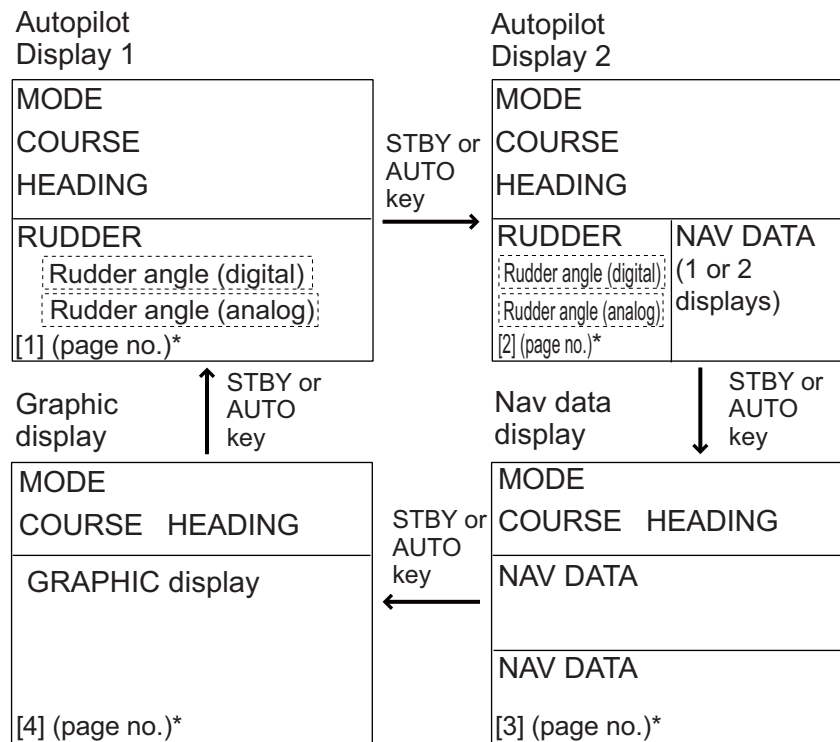 Autopilot
Display 1
MODE
COURSE
HEADING
RUDDER
Rudder angle (digital)
Rudder angle (analog)
[1] (page no.)*
STBY or
AUTO
key
Autopilot
Display 2
MODE
COURSE
HEADING
RUDDER
Rudder angle (digital)
Rudder angle (analog)
[2] (page no.)*
NAV DATA
(1 or 2
displays)
STBY or
AUTO
key
Nav data
display
MODE
COURSE HEADING
NAV DATA
NAV DATA
[3] (page no.)*
STBY or
AUTO
key
Graphic
display
MODE
COURSE HEADING
GRAPHIC display
[4] (page no.)*
STBY or
AUTO
key